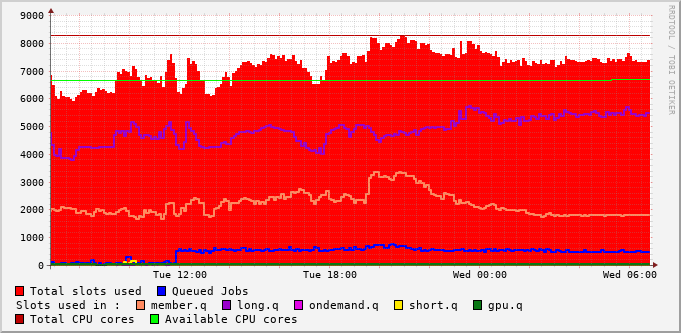 9000
8000
7000
6000
5000
4000
3000
2000
1000
0
Tue 12:00 Tue 18:00 Wed 00:00 Wed 06:00
Total slots used Queued Jobs
Slots used in : member.q long.q ondemand.q short.q gpu.q
Total CPU cores Available CPU cores
RRDTOOL / TOBI OETIKER